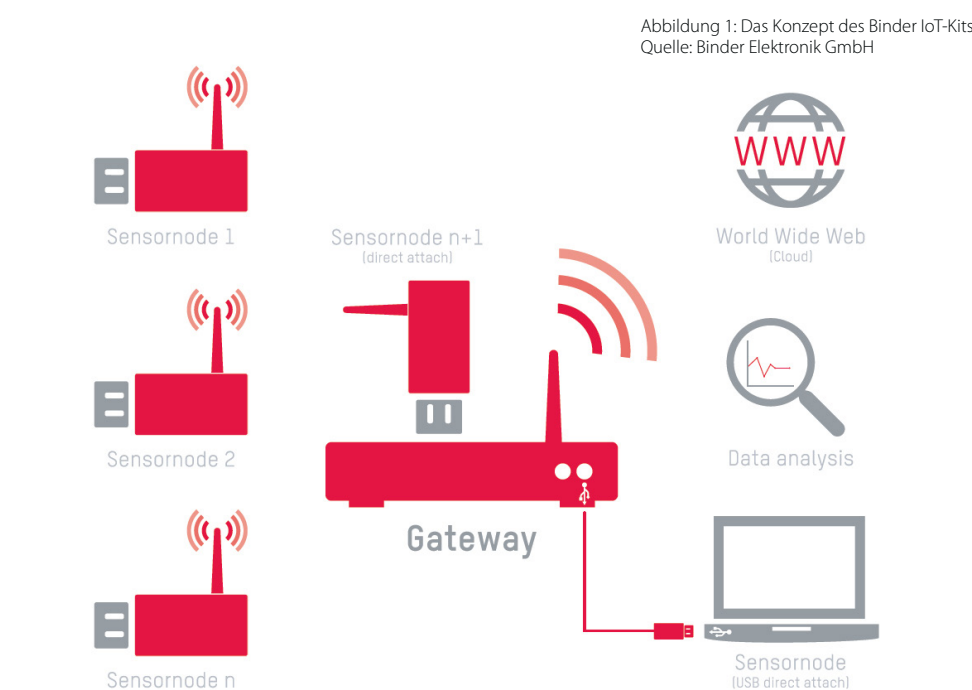 Abbildung 1: Das Konzept des Binder IoT-Kits
Quelle: Binder Elektronik GmbH
Sensornode 1
Sensornode n+1
(direct attach)
WWW
World Wide Web
(Cloud)
Sensornode 2
Data analysis
Gateway
Sensornode n
Sensornode
(USB direct attach)